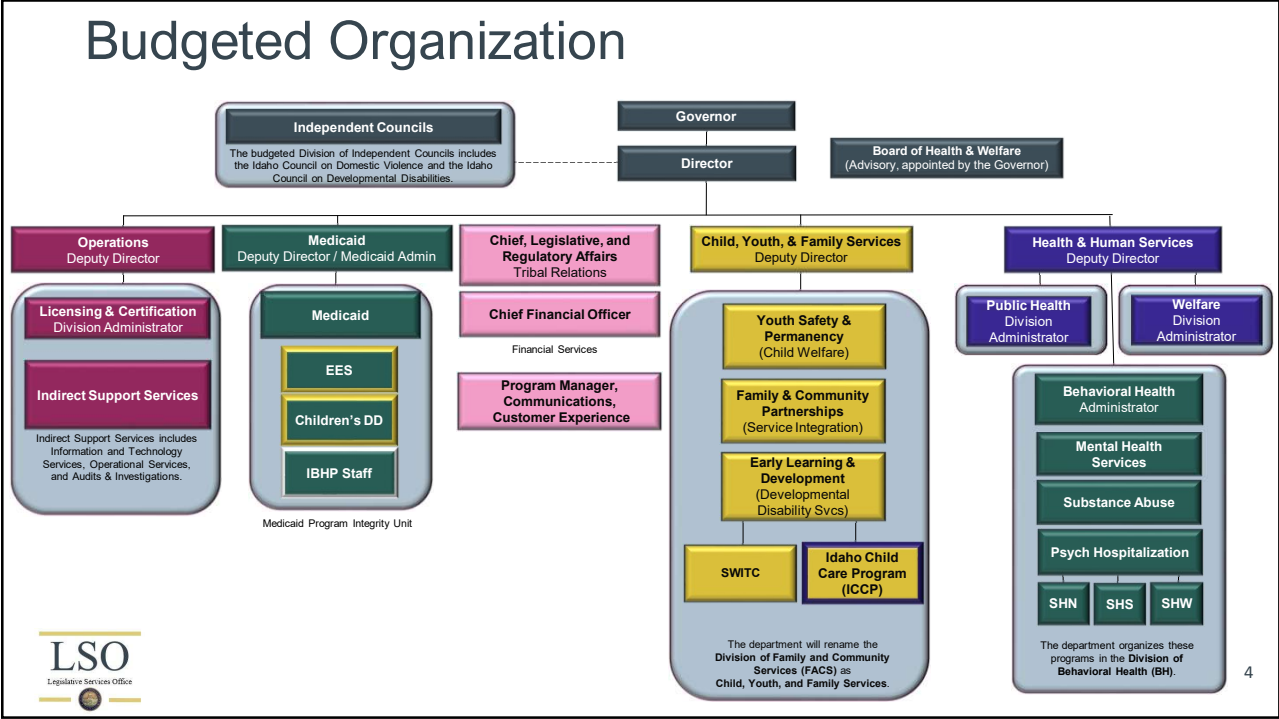 Budgeted Organization
Independent Councils
The budgeted Division of Independent Councils includes
the Idaho Council on Domestic Violence and the Idaho
Council on Developmental Disabilities.
Governor
Director
Board of Health & Welfare
(Advisory, appointed by the Governor)
Operations
Deputy Director
Licensing & Certification
Division Administrator
Indirect Support Services
Indirect Support Services includes
Information and Technology
Services, Operational Services,
and Audits & Investigations.
Medicaid
Deputy Director / Medicaid Admin
Medicaid
EES
Children's DD
IBHP Staff
Medicaid Program Integrity Unit
Chief, Legislative, and
Regulatory Affairs
Tribal Relations
Chief Financial Officer
Financial Services
Program Manager,
Communications,
Customer Experience
Child, Youth, & Family Services
Deputy Director
Youth Safety &
Permanency
(Child Welfare)
Family & Community
Partnerships
(Service Integration)
Early Learning &
Development
(Developmental
Disability Svcs)
SWITC
Idaho Child
Care Program
(ICCP)
The department will rename the
Division of Family and Community
Services (FACS) as
Child, Youth, and Family Services.
Health & Human Services
Deputy Director
Public Health
Division
Administrator
Welfare
Division
Administrator
Behavioral Health
Administrator
Mental Health
Services
Substance Abuse
Psych Hospitalization
SHN
SHS
SHW
The department organizes these
programs in the Division of
Behavioral Health (BH).
LSO
Legislative Services Office
4